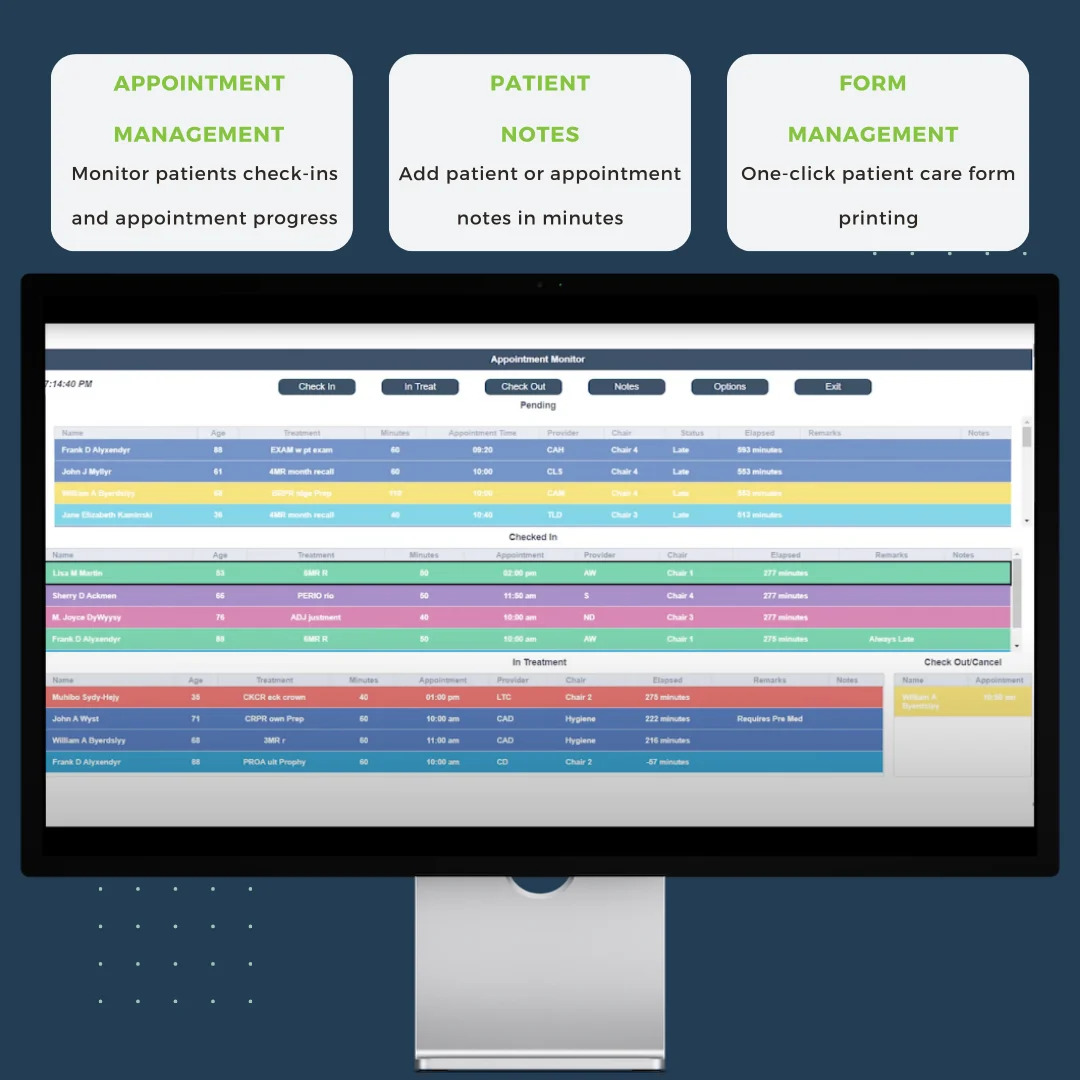 APPOINTMENT
MANAGEMENT
Monitor patients check-ins
and appointment progress
PATIENT
NOTES
Add patient or appointment
notes in minutes
FORM
MANAGEMENT
One-click patient care form
printing
Appointment Monitor
7:14:40 PM
Check In In Treat Check Out Notes Options Exit
Pending
Name Age Treatment Minutes Appointment Time Provider Chair Status Elapsed Remarks Notes
Frank D Alyxendyr 88 EXAM w pt exam 60 09:20 CAH Chair 4 Late 593 minutes
John J Myllyr 61 4MR month recall 60 10:00 CLS Chair 4 Late 553 minutes
William A Byerdslyy Prep 10:00 Chair 4 Late 553 minutes
Jane Elizabeth Kaminski 36 4MR month recall 40 10:40 TLD Chair 3 Late 513 minutes
Checked In
Name Age Treatment Minutes Appointment Provider Chair Elapsed Remarks Notes
Lisa M Martin 53 6MR R 50 02:00 pm AW Chair 1 277 minutes
Sherry D Ackmen 66 PERIO rio 50 11:50 am S Chair 4 277 minutes
M. Joyce DyWyysy 76 ADJ justment 40 10:00 am ND Chair 3 277 minutes
Frank D Alyxendyr 88 6MR R 50 10:50 am AW Chair 1 275 minutes Always Late
In Treatment
Name Age Treatment Minutes Appointment Provider Chair Elapsed Remarks Notes
Muhibo Sydy-Hejy 35 CKCR eck crown 40 01:00 pm LTC Chair 2 275 minutes
John A Wyst 71 CRPR own Prep 60 10:00 am CAD Hygiene 222 minutes Requires Pre Med
William A Byerdslyy 68 3MR r 60 11:00 am CAD Hygiene 216 minutes
Frank D Alyxendyr 88 PROA ult Prophy 60 10:00 am CD Chair 2 -67 minutes
Check Out/Cancel
Name Appointment
William A
Byerdslyy